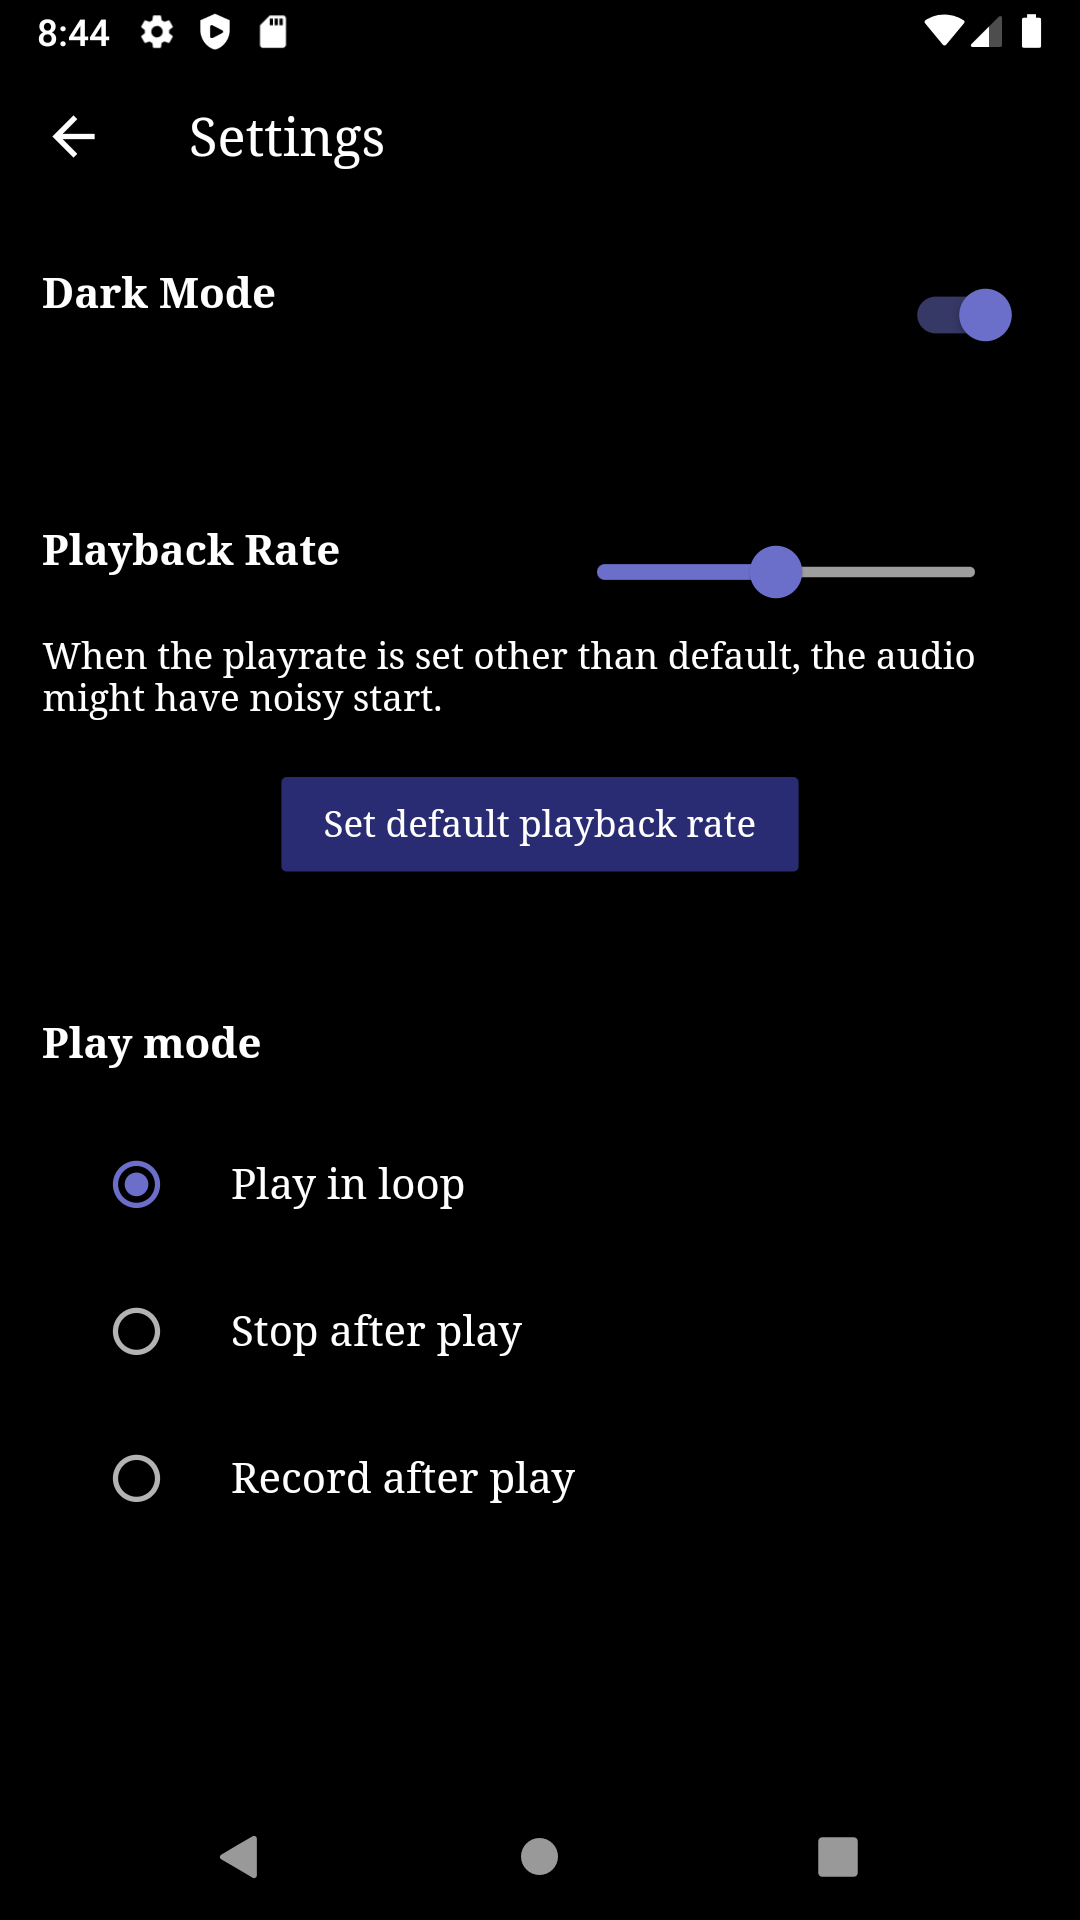 8:44
Settings
Dark Mode
Playback Rate
When the playrate is set other than default, the audio
might have noisy start.
Set default playback rate
Play mode
Play in loop
Stop after play
Record after play